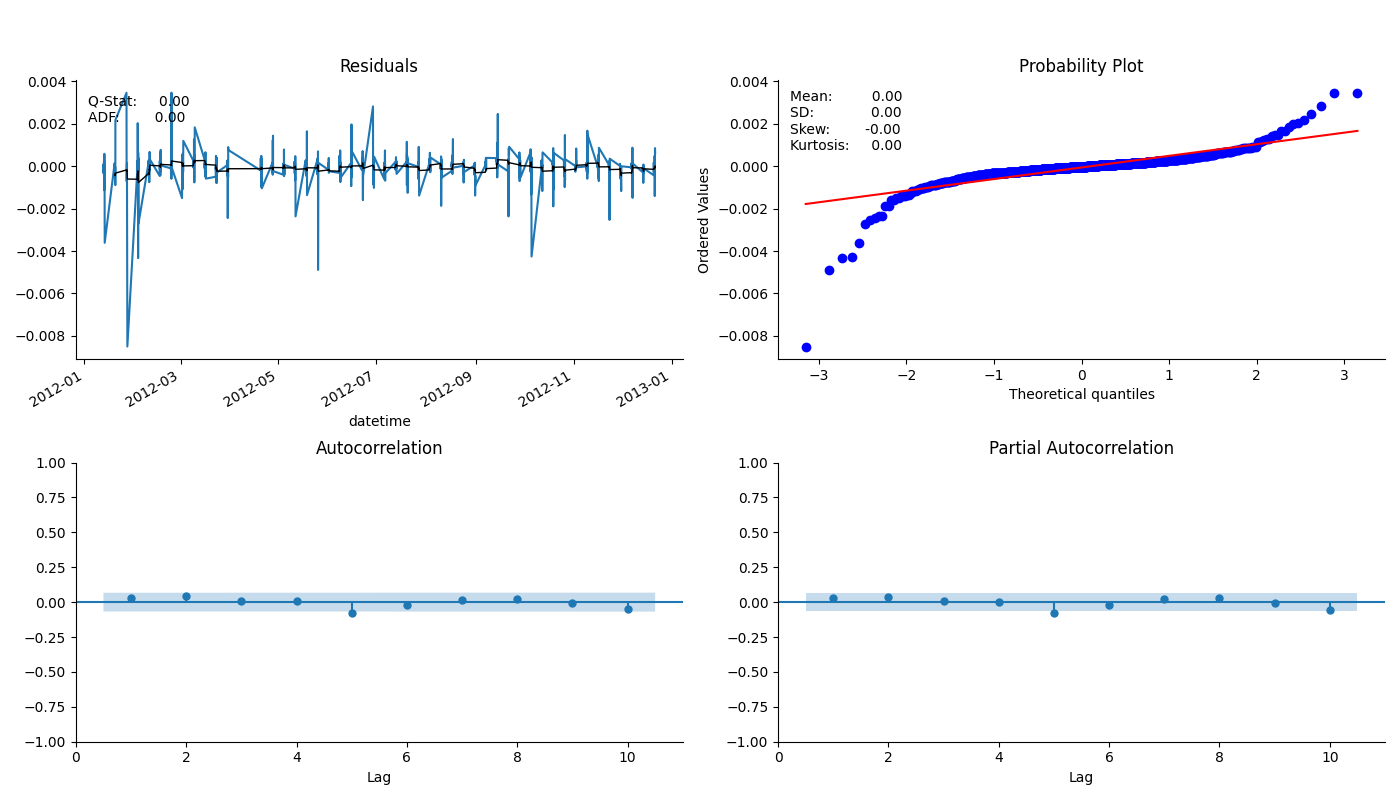 Residuals
0.004
0.002
0.000
−0.002
−0.004
−0.006
−0.008
Q-Stat: 0.00
ADF: 0.00
2012-01
2012-03
2012-05
2012-07
2012-09
2012-11
2013-01
datetime
Probability Plot
Ordered Values
0.004
0.002
0.000
−0.002
−0.004
−0.006
−0.008
Mean: 0.00
SD: 0.00
Skew: -0.00
Kurtosis: 0.00
−3 −2 −1 0 1 2 3
Theoretical quantiles
Autocorrelation
1.00
0.75
0.50
0.25
0.00
−0.25
−0.50
−0.75
−1.00
0 2 4 6 8 10
Lag
Partial Autocorrelation
1.00
0.75
0.50
0.25
0.00
−0.25
−0.50
−0.75
−1.00
0 2 4 6 8 10
Lag